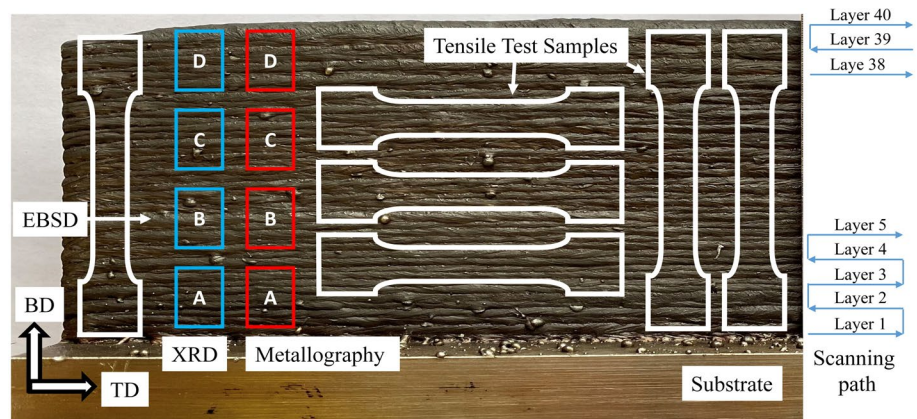 Layer 40
Layer 39
Laye 38
Tensile Test Samples
D D
C C
EBSD
B B
Layer 5
Layer 4
Layer 3
Layer 2
Layer 1
A A
BD
TD
XRD
Metallography
Substrate
Scanning
path